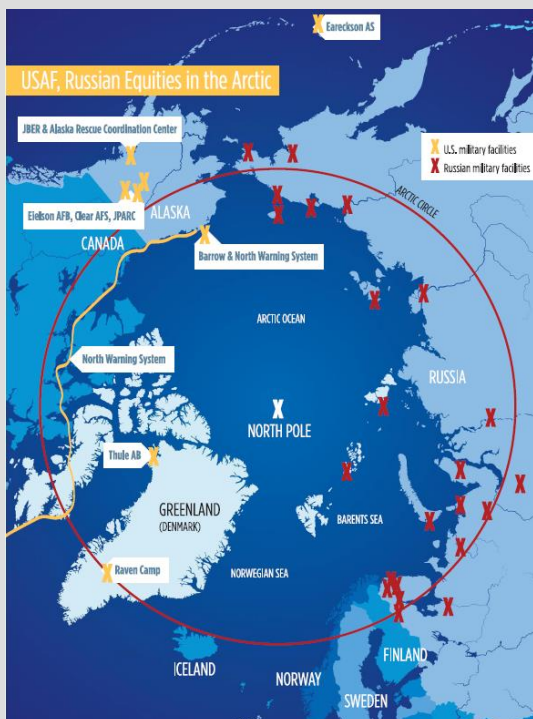 Eareckson AS
USAF, Russian Equities in the Arctic
JBER & Alaska Rescue Coordination Center
X U.S. military facilities
X Russian military facilities
ARCTIC CIRCLE
Eielson AFB, Clear AFS, JPARC
ALASKA
CANADA
Barrow & North Warning System
ARCTIC OCEAN
North Warning System
RUSSIA
X
NORTH POLE
Thule AB
GREENLAND
(DENMARK)
BARENTS SEA
Raven Camp
NORWEGIAN SEA
ICELAND
FINLAND
NORWAY
SWEDEN